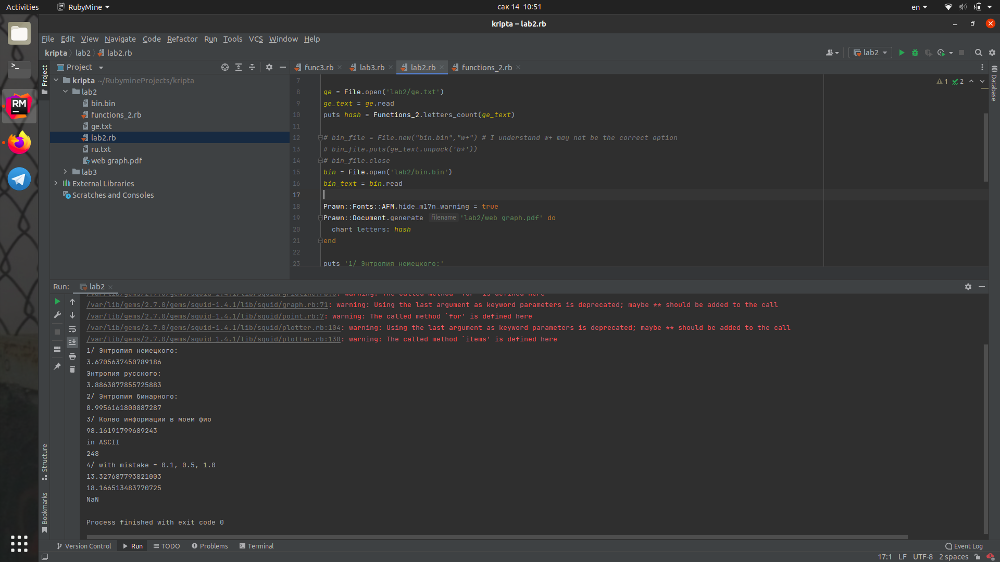 Activities
RubyMine
сак 14 10:51
en
kripta – lab2.rb
File Edit View Navigate Code Refactor Run Tools VCS Window Help
kripta lab2 lab2.rb
lab2
Project
Project
func3.rb lab3.rb lab2.rb functions_2.rb
Database
kripta ~/RubymineProjects/kripta
lab2
bin.bin
functions_2.rb
ge.txt
lab2.rb
ru.txt
web graph.pdf
lab3
External Libraries
Scratches and Consoles
1 2
7
8 ge = File.open('lab2/ge.txt')
9 ge_text = ge.read
10 puts hash = Functions_2.letters_count(ge_text)
11
12 # bin_file = File.new("bin.bin","w+") # I understand w+ may not be the correct option
13 # bin_file.puts(ge_text.unpack('b*'))
14 # bin_file.close
15 bin = File.open('lab2/bin.bin')
16 bin_text = bin.read
17
18 Prawn::Fonts::AFM.hide_m17n_warning = true
19 Prawn::Document.generate filename 'lab2/web graph.pdf' do
20 chart letters: hash
21 end
22
23 puts '1/ Энтропия немецкого:'
Run: lab2
/var/lib/gems/2.7.0/gems/squid-1.4.1/lib/squid/graph.rb:71: warning: Using the last argument as keyword parameters is deprecated; maybe ** should be added to the call
/var/lib/gems/2.7.0/gems/squid-1.4.1/lib/squid/point.rb:7: warning: The called method `for' is defined here
/var/lib/gems/2.7.0/gems/squid-1.4.1/lib/squid/plotter.rb:104: warning: Using the last argument as keyword parameters is deprecated; maybe ** should be added to the call
/var/lib/gems/2.7.0/gems/squid-1.4.1/lib/squid/plotter.rb:138: warning: The called method `items' is defined here
1/ Энтропия немецкого:
3.6705637450789186
Энтропия русского:
3.8863877855725883
2/ Энтропия бинарного:
0.9956161800887287
3/ Колво информации в моем фио
98.16191799689243
in ASCII
248
4/ with mistake = 0.1, 0.5, 1.0
13.327687793821003
18.166513483770725
NaN
Process finished with exit code 0
Structure
Bookmarks
Version Control Run TODO Problems Terminal
Event Log
17:1 LF UTF-8 2 spaces